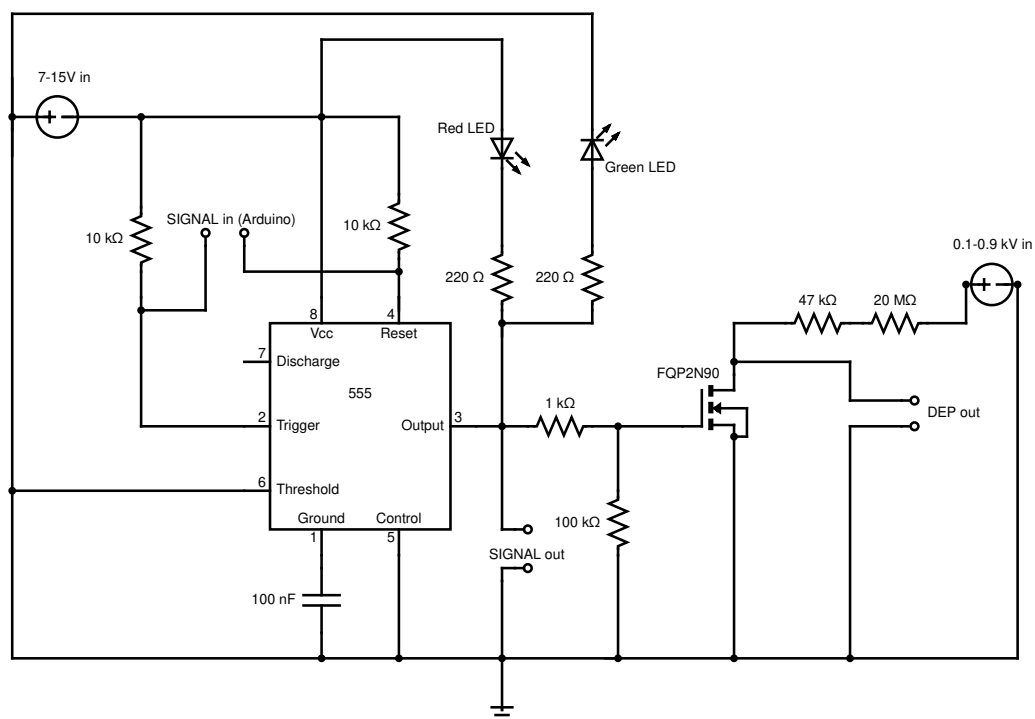 7-15V in
Red LED
Green LED
SIGNAL in (Arduino)
10 kΩ
10 kΩ
220 Ω
220 Ω
0.1-0.9 kV in
47 kΩ
20 MΩ
8
4
Vcc
Reset
7
Discharge
555
FQP2N90
1 kΩ
DEP out
2
Trigger
Output
3
6
Threshold
Ground
Control
1
5
100 kΩ
SIGNAL out
100 nF